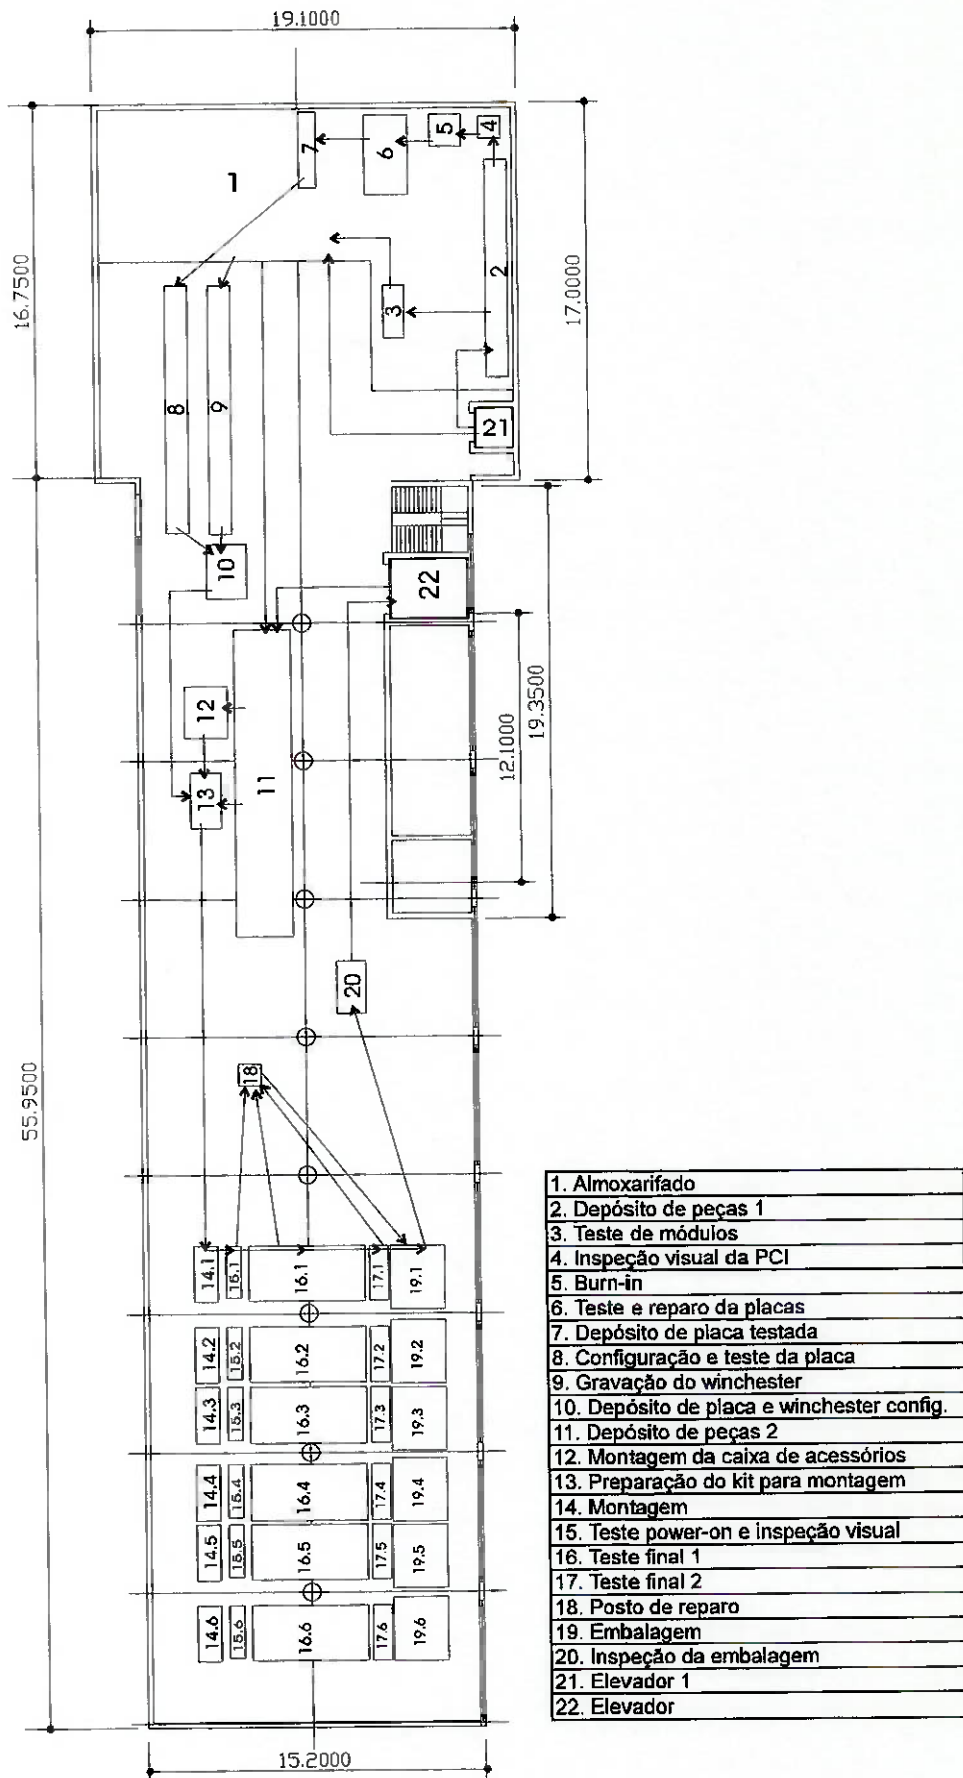 19.1000
7
6
5
4
1
2
3
16.7500
17.0000
8
9
21
10
22
12
11
13
12.1000
19.3500
20
18
55.9500
14.1
15.1
16.1
17.1
19.1
14.2
15.2
16.2
17.2
19.2
14.3
15.3
16.3
17.3
19.3
14.4
15.4
16.4
17.4
19.4
14.5
15.5
16.5
17.5
19.5
14.6
15.6
16.6
17.6
19.6
15.2000
1. Almoxarifado
2. Depósito de peças 1
3. Teste de módulos
4. Inspeção visual da PCI
5. Burn-in
6. Teste e reparo da placas
7. Depósito de placa testada
8. Configuração e teste da placa
9. Gravação do winchester
10. Depósito de placa e winchester config.
11. Depósito de peças 2
12. Montagem da caixa de acessórios
13. Preparação do kit para montagem
14. Montagem
15. Teste power-on e inspeção visual
16. Teste final 1
17. Teste final 2
18. Posto de reparo
19. Embalagem
20. Inspeção da embalagem
21. Elevador 1
22. Elevador